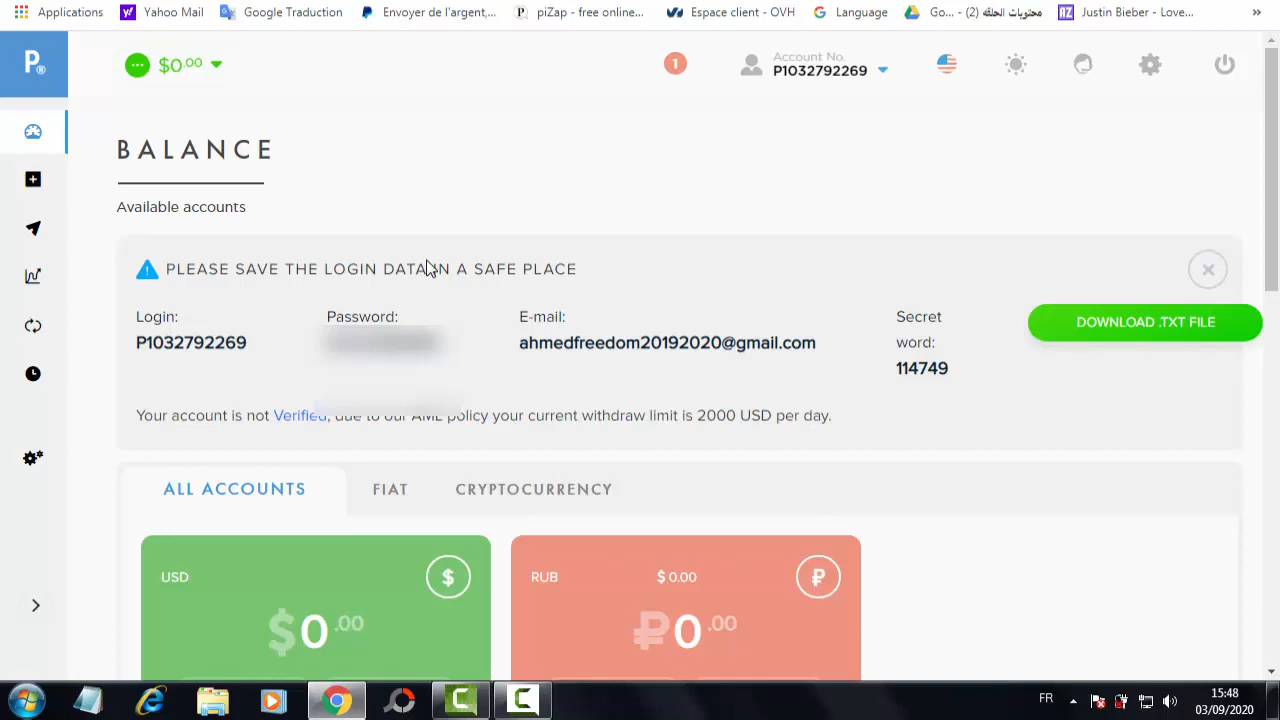 Applications Yahoo Mail Google Traduction Envoyer de l'argent,... piZap - free online... Espace client - OVH Language Go... - (2) محتويات الحلقة Justin Bieber - Love... »
P® $0.00 1 Account No. P1032792269
BALANCE
Available accounts
PLEASE SAVE THE LOGIN DATA IN A SAFE PLACE
Login: Password: E-mail: Secret word:
P1032792269 ahmedfreedom20192020@gmail.com 114749
DOWNLOAD .TXT FILE
Your account is not Verified, due to our AML policy your current withdraw limit is 2000 USD per day.
ALL ACCOUNTS FIAT CRYPTOCURRENCY
USD $ RUB $ 0.00 ₽
$0.00 ₽0.00
FR 15:48
03/09/2020